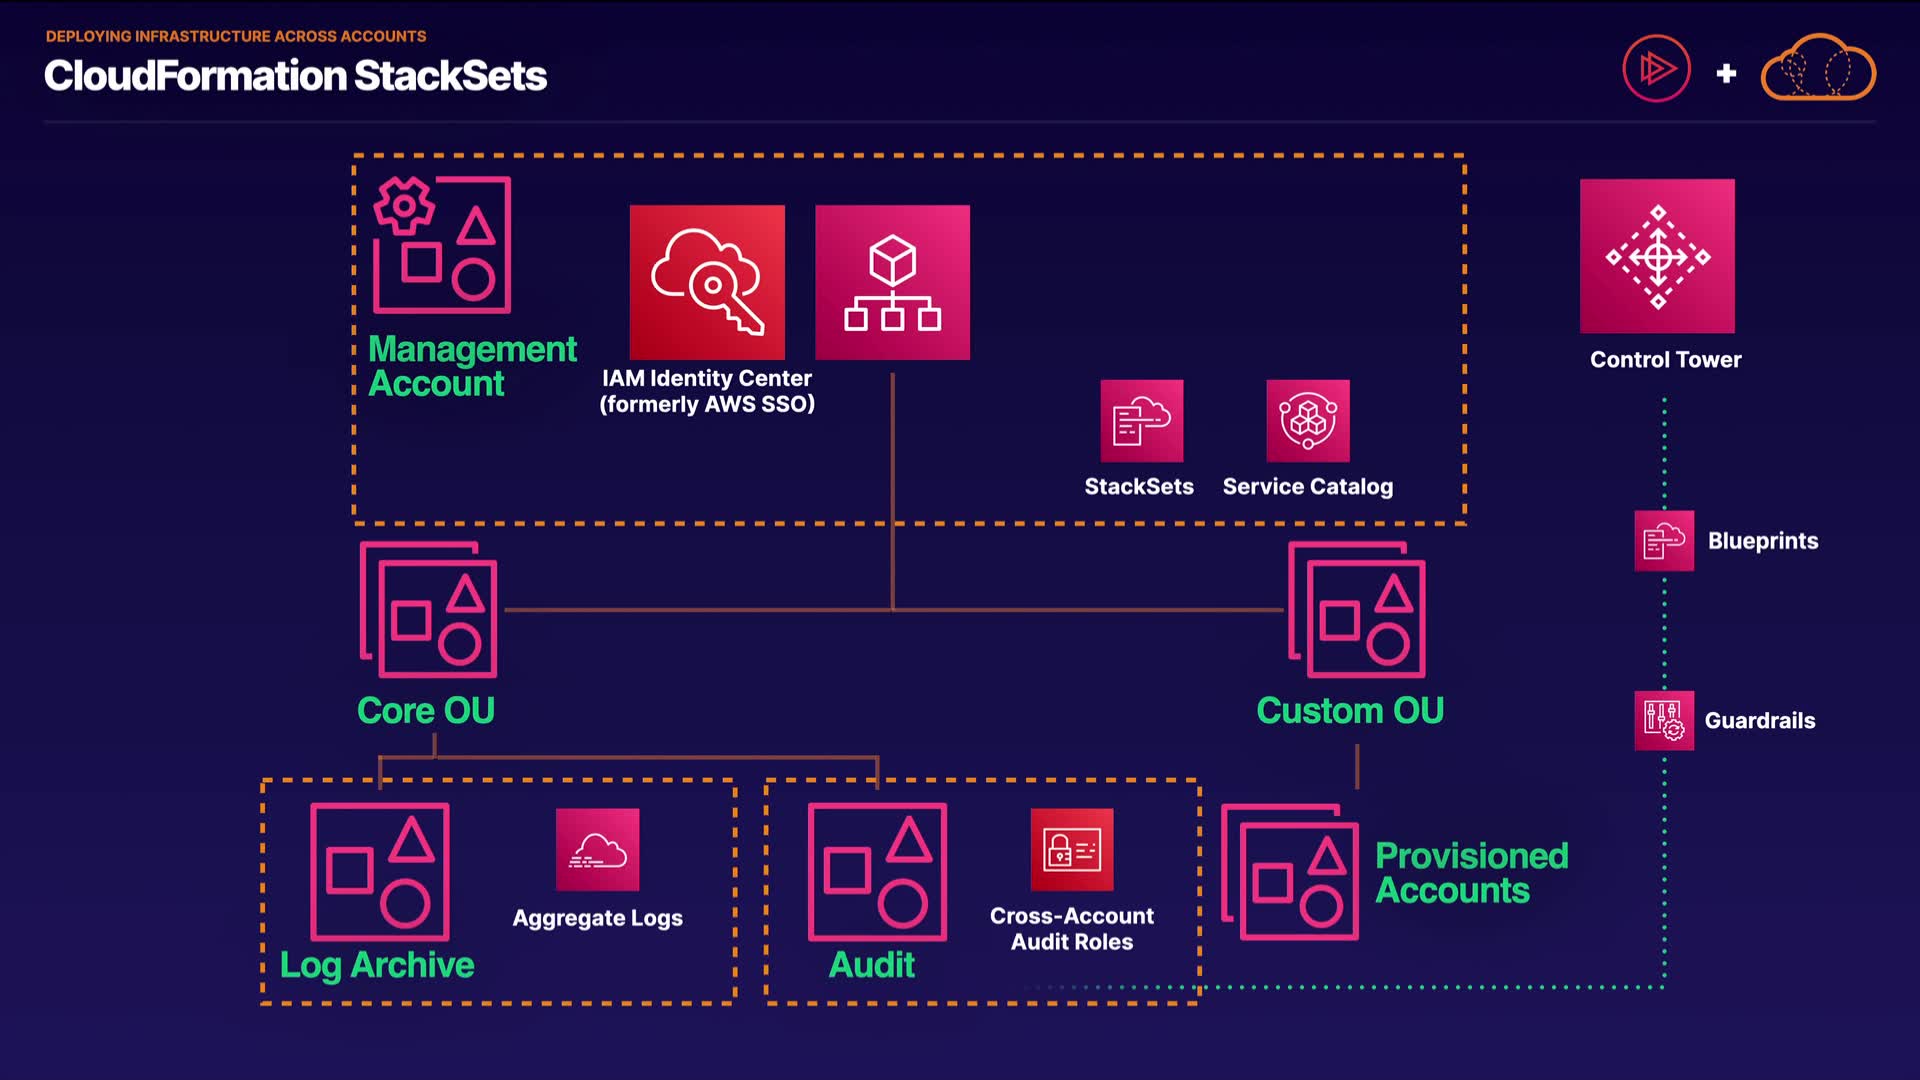 DEPLOYING INFRASTRUCTURE ACROSS ACCOUNTS
CloudFormation StackSets
Management
Account
IAM Identity Center
(formerly AWS SSO)
StackSets
Service Catalog
Control Tower
Blueprints
Guardrails
Core OU
Custom OU
Log Archive
Aggregate Logs
Audit
Cross-Account
Audit Roles
Provisioned
Accounts